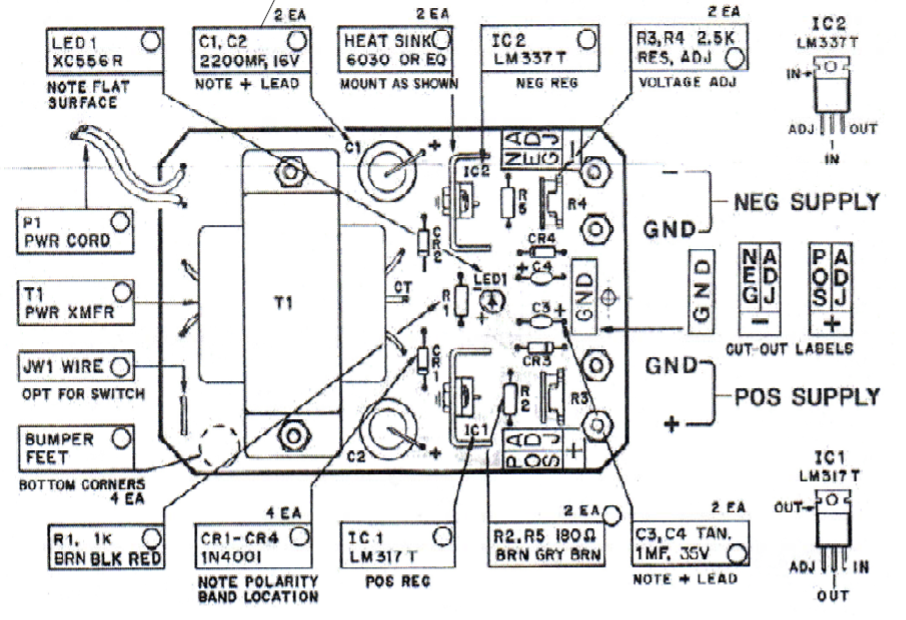 2 EA
LED1
XC556R
NOTE FLAT
SURFACE
C1, C2
2200MF, 16V
NOTE + LEAD
2 EA
HEAT SINK
6030 OR EQ
MOUNT AS SHOWN
IC2
LM337T
NEG REG
2 EA
R3,R4 2.5K
RES, ADJ
VOLTAGE ADJ
IC2
LM337T
IN
ADJ
OUT
IN
P1
PWR CORD
T1
PWR XMFR
JW1 WIRE
OPT FOR SWITCH
BUMPER
FEET
BOTTOM CORNERS
4 EA
C1
+
IC2
NEG ADJ −
R5
R4
CR2
CR4
+
C4
T1
CT
R1
LED1
−
+
GND
C3 +
CR1
CR3
IC1
R2
R3
C2
+
POS ADJ +
−
GND
NEG SUPPLY
GND
NEG ADJ −
POS ADJ +
CUT-OUT LABELS
GND
+
POS SUPPLY
R1, 1K
BRN BLK RED
4 EA
CR1-CR4
1N4001
NOTE POLARITY
BAND LOCATION
IC1
LM317T
POS REG
2 EA
R2,R5 180Ω
BRN GRY BRN
2 EA
C3, C4 TAN.
1MF, 35V
NOTE + LEAD
IC1
LM317T
OUT
ADJ
IN
OUT